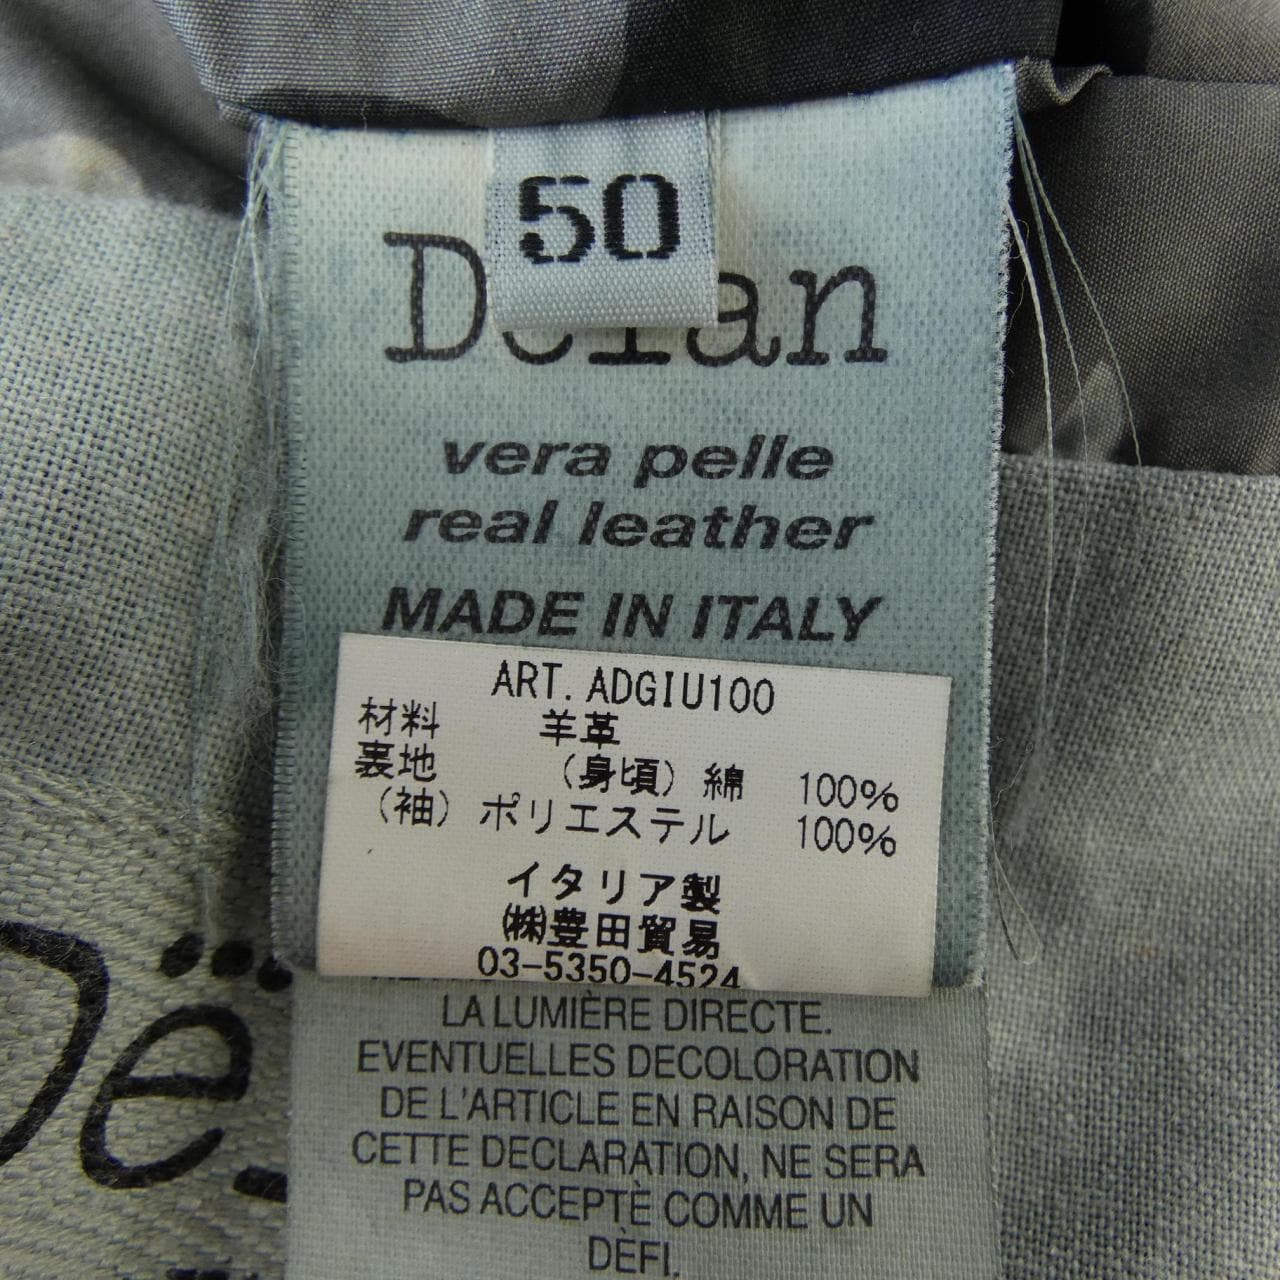 50
vera pelle
real leather
MADE IN ITALY
ART. ADGIU100
材料 羊革
裏地 (身頃) 綿 100%
(袖) ポリエステル 100%
イタリア製
㈱豊田貿易
03-5350-4524
LA LUMIÈRE DIRECTE.
EVENTUELLES DECOLORATION
DE L'ARTICLE EN RAISON DE
CETTE DECLARATION, NE SERA
PAS ACCEPTÈ COMME UN
DÈFI.
Dë